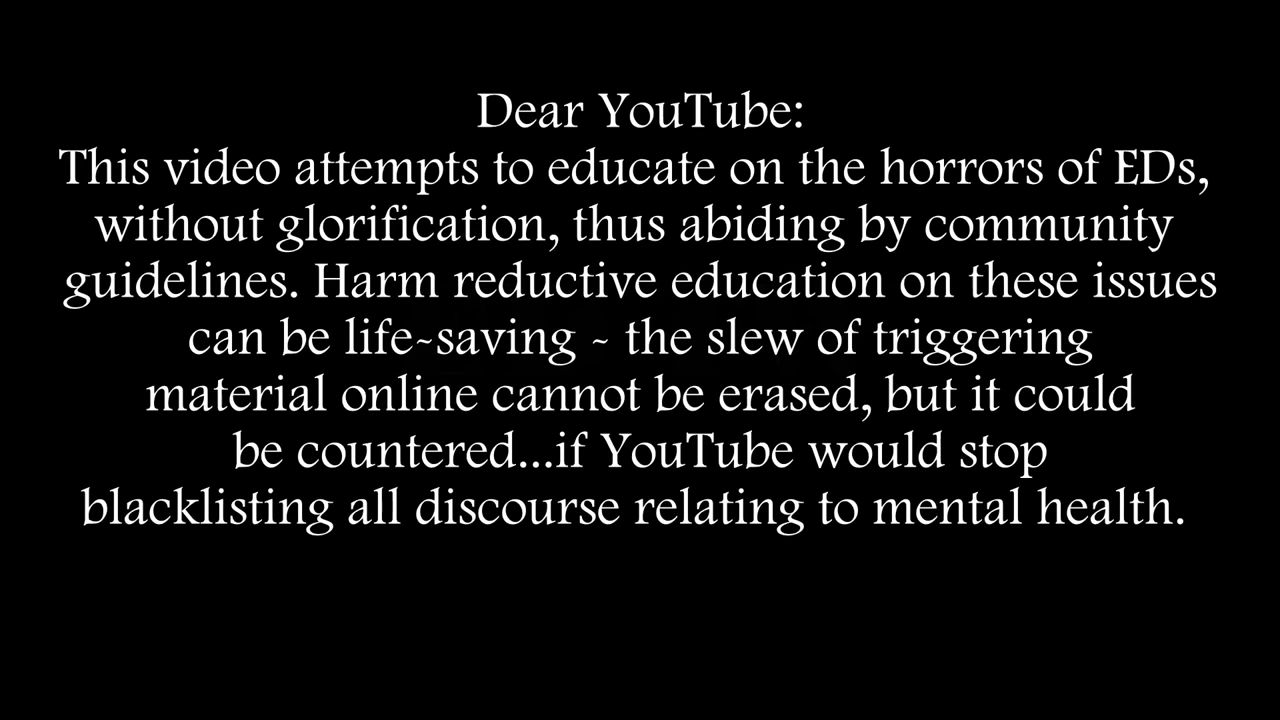 Dear YouTube:
This video attempts to educate on the horrors of EDs,
without glorification, thus abiding by community
guidelines. Harm reductive education on these issues
can be life-saving - the slew of triggering
material online cannot be erased, but it could
be countered...if YouTube would stop
blacklisting all discourse relating to mental health.